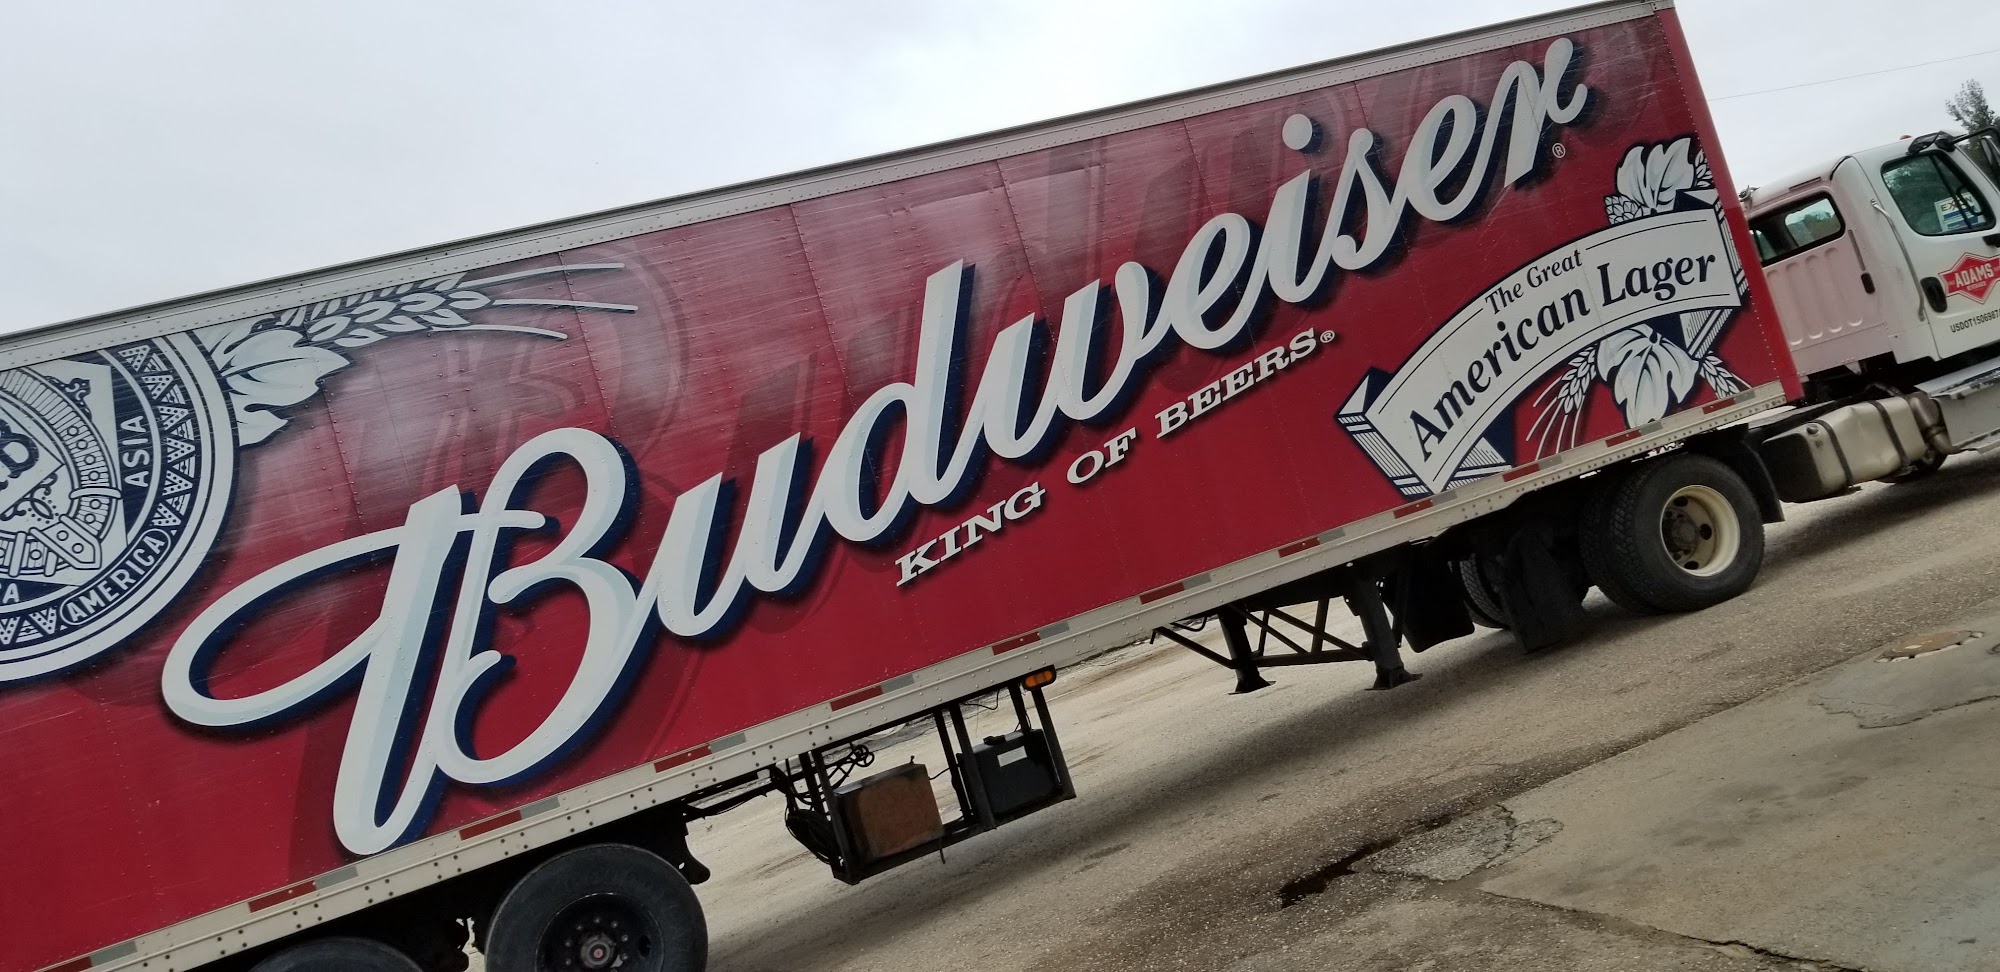 Budweiser®
KING OF BEERS®
The Great
American Lager
ASIA
AMERICA
ADAMS